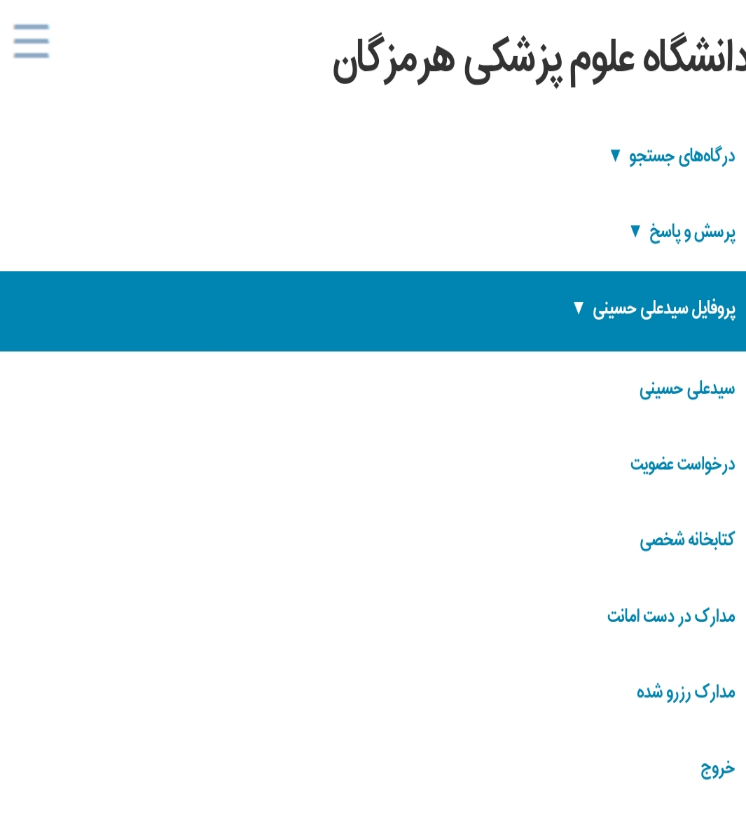 دانشگاه علوم پزشکی هرمزگان
درگاه‌های جستجو ▼
پرسش و پاسخ ▼
پروفایل سیدعلی حسینی ▼
سیدعلی حسینی
درخواست عضویت
کتابخانه شخصی
مدارک در دست امانت
مدارک رزرو شده
خروج